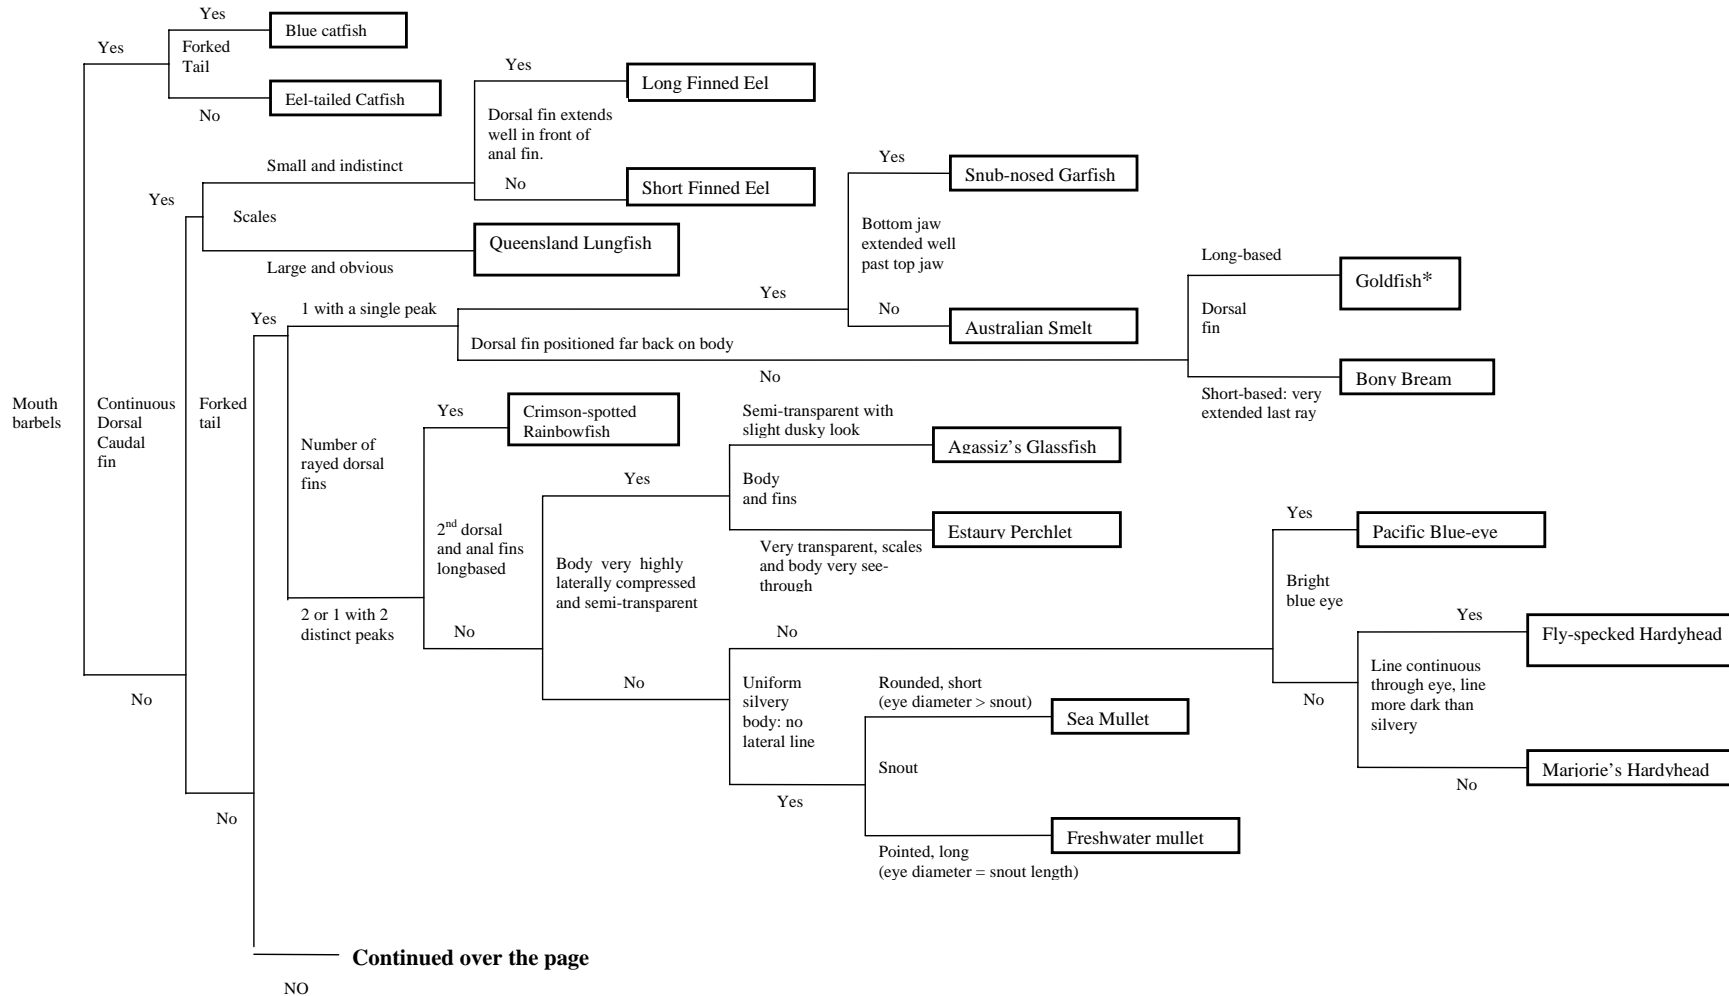 Yes
Blue catfish
Yes
Forked
Tail
Eel-tailed Catfish
No
Yes
Long Finned Eel
Dorsal fin extends
well in front of
anal fin.
Small and indistinct
No
Short Finned Eel
Yes
Scales
Queensland Lungfish
Large and obvious
Yes
Snub-nosed Garfish
Bottom jaw
extended well
past top jaw
Yes
No
Australian Smelt
Long-based
Goldfish*
Dorsal
fin
Bony Bream
Short-based: very
extended last ray
Yes
1 with a single peak
Dorsal fin positioned far back on body
No
Mouth
barbels
Continuous
Dorsal
Caudal
fin
Forked
tail
Number of
rayed dorsal
fins
Yes
Crimson-spotted
Rainbowfish
Semi-transparent with
slight dusky look
Agassiz's Glassfish
Yes
Body
and fins
Estaury Perchlet
Very transparent, scales
and body very see-
through
2nd dorsal
and anal fins
longbased
Body very highly
laterally compressed
and semi-transparent
2 or 1 with 2
distinct peaks
No
No
Yes
Pacific Blue-eye
Bright
blue eye
Yes
Fly-specked Hardyhead
Line continuous
through eye, line
more dark than
silvery
No
No
Marjorie's Hardyhead
No
No
Uniform
silvery
body: no
lateral line
Rounded, short
(eye diameter > snout)
Sea Mullet
Snout
Yes
Freshwater mullet
Pointed, long
(eye diameter = snout length)
No
Continued over the page
NO